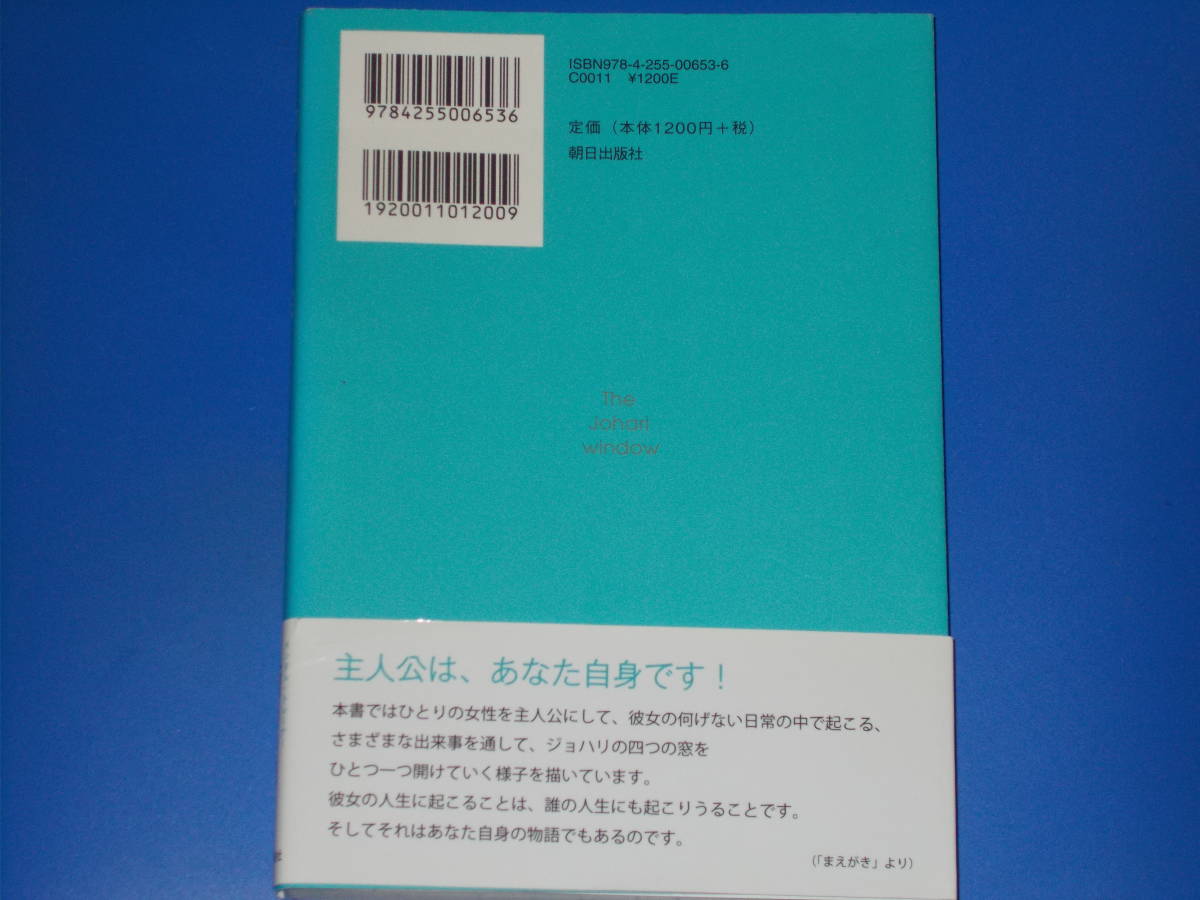 9784255006536
1920011012009
ISBN978-4-255-00653-6
C0011 ¥1200E
定価（本体1200円＋税）
朝日出版社
The
Johari
window
主人公は、あなた自身です！
本書ではひとりの女性を主人公にして、彼女の何げない日常の中で起こる、
さまざまな出来事を通して、ジョハリの四つの窓を
ひとつ一つ開けていく様子を描いています。
彼女の人生に起こることは、誰の人生にも起こりうることです。
そしてそれはあなた自身の物語でもあるのです。
（「まえがき」より）